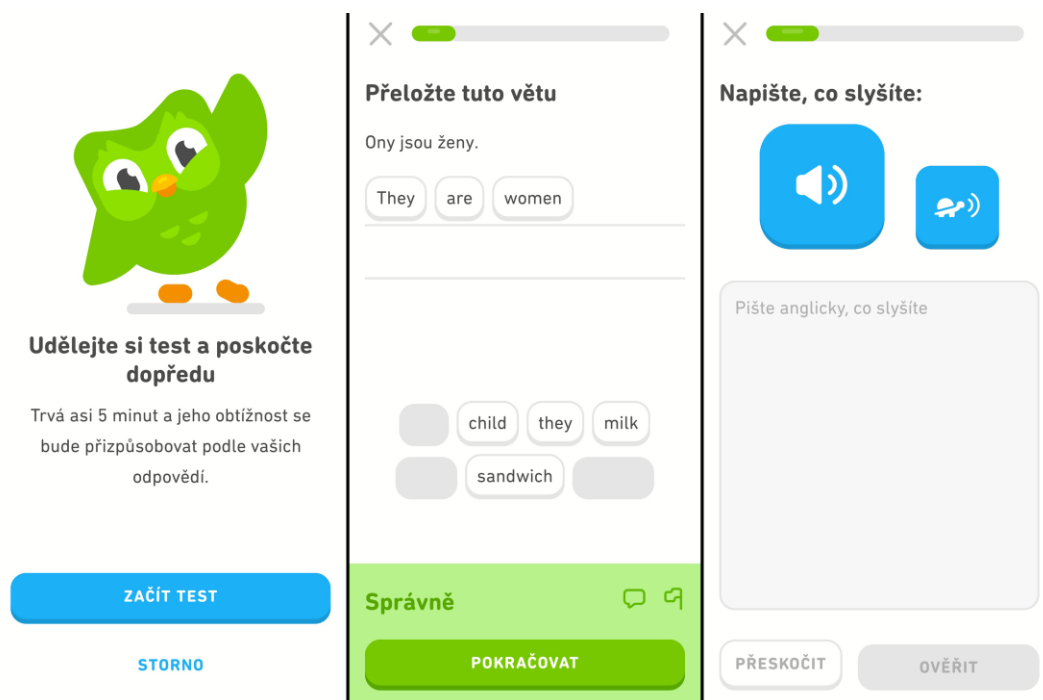 Udělejte si test a poskočte
dopředu
Trvá asi 5 minut a jeho obtížnost se
bude přizpůsobovat podle vašich
odpovědí.
ZAČÍT TEST
STORNO
Přeložte tuto větu
Ony jsou ženy.
They are women
child they milk
sandwich
Správně
POKRAČOVAT
Napište, co slyšíte:
Pište anglicky, co slyšíte
PŘESKOČIT OVĚŘIT